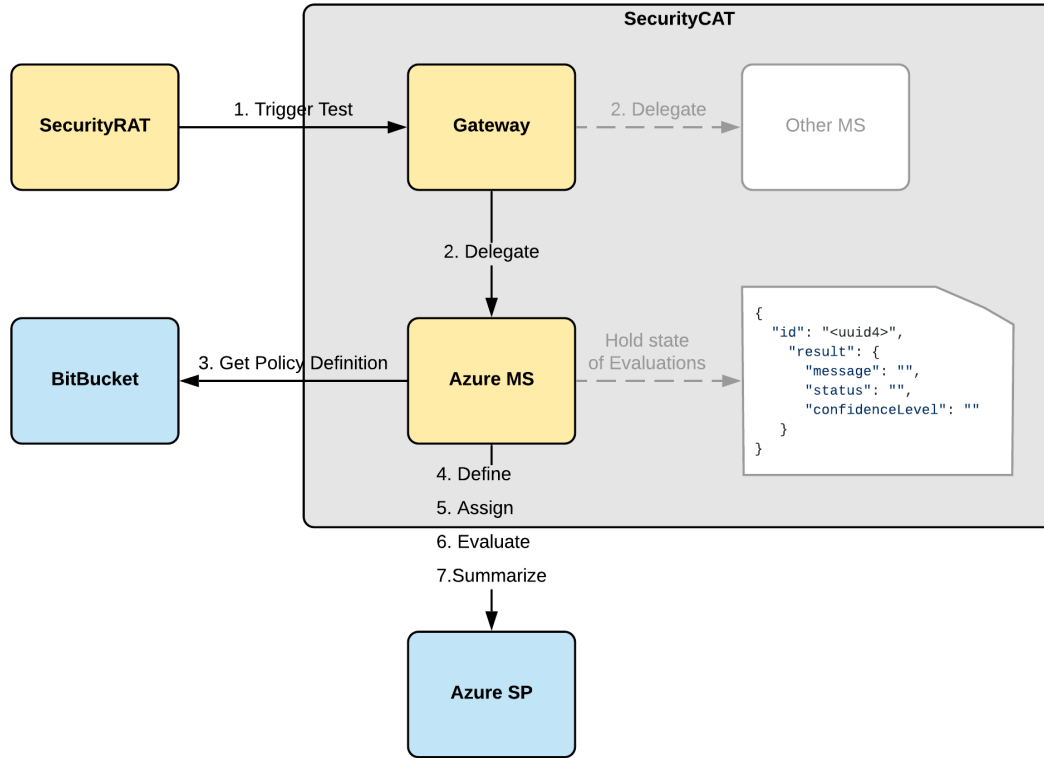 SecurityCAT
SecurityRAT
1. Trigger Test
Gateway
2. Delegate
Other MS
2. Delegate
BitBucket
3. Get Policy Definition
Azure MS
Hold state
of Evaluations
{
  "id": "<uuid4>",
    "result": {
      "message": "",
      "status": "",
      "confidenceLevel": ""
   }
}
4. Define
5. Assign
6. Evaluate
7.Summarize
Azure SP